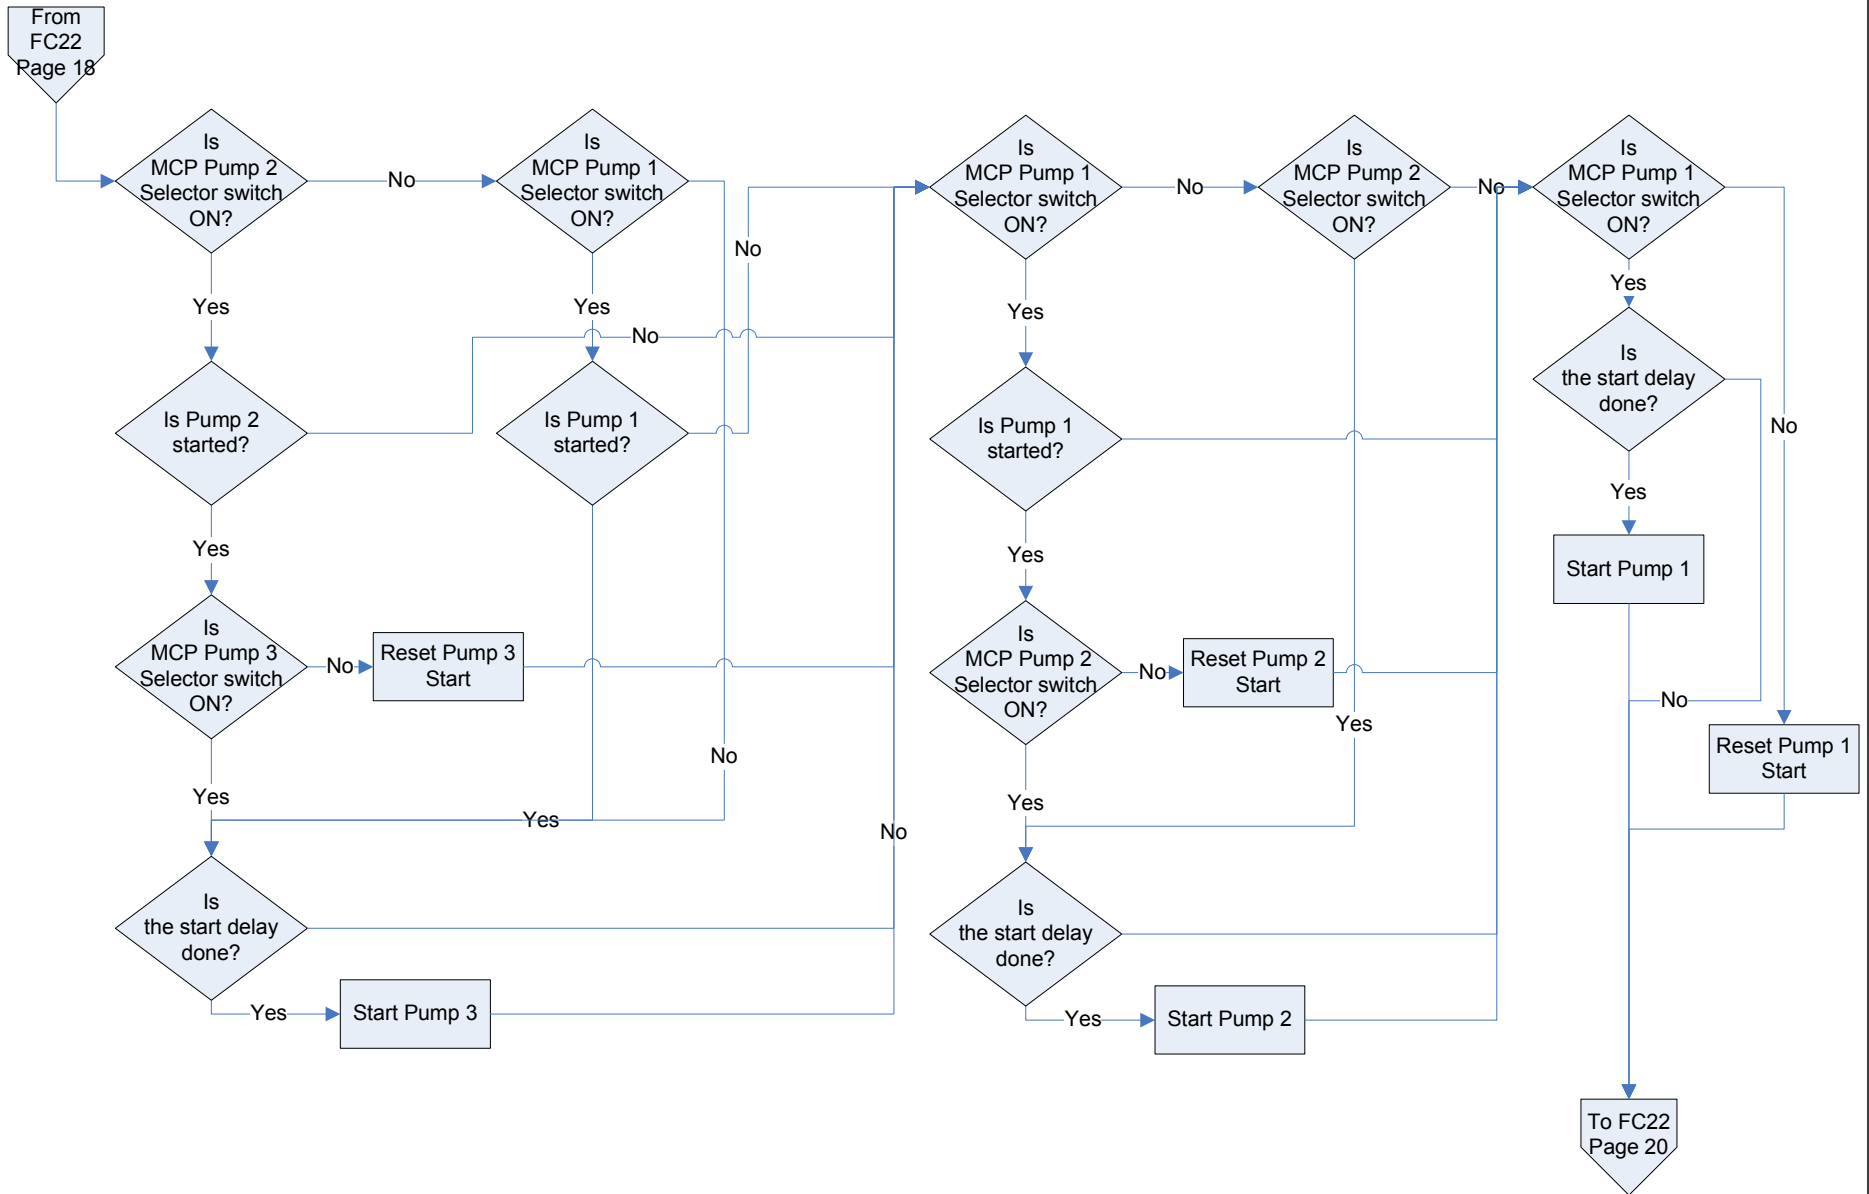 From
FC22
Page 18
Is
MCP Pump 2
Selector switch
ON?
No
Is
MCP Pump 1
Selector switch
ON?
Is
MCP Pump 1
Selector switch
ON?
No
Is
MCP Pump 2
Selector switch
ON?
No
Is
MCP Pump 1
Selector switch
ON?
No
Yes
Yes
No
Yes
Yes
Is Pump 2
started?
Is Pump 1
started?
Is Pump 1
started?
Is
the start delay
done?
No
Yes
Yes
Yes
Start Pump 1
Is
MCP Pump 3
Selector switch
ON?
No
Reset Pump 3
Start
Is
MCP Pump 2
Selector switch
ON?
No
Reset Pump 2
Start
No
Yes
No
Reset Pump 1
Start
Yes
Yes
Yes
No
Is
the start delay
done?
Is
the start delay
done?
Yes
Start Pump 3
Yes
Start Pump 2
To FC22
Page 20